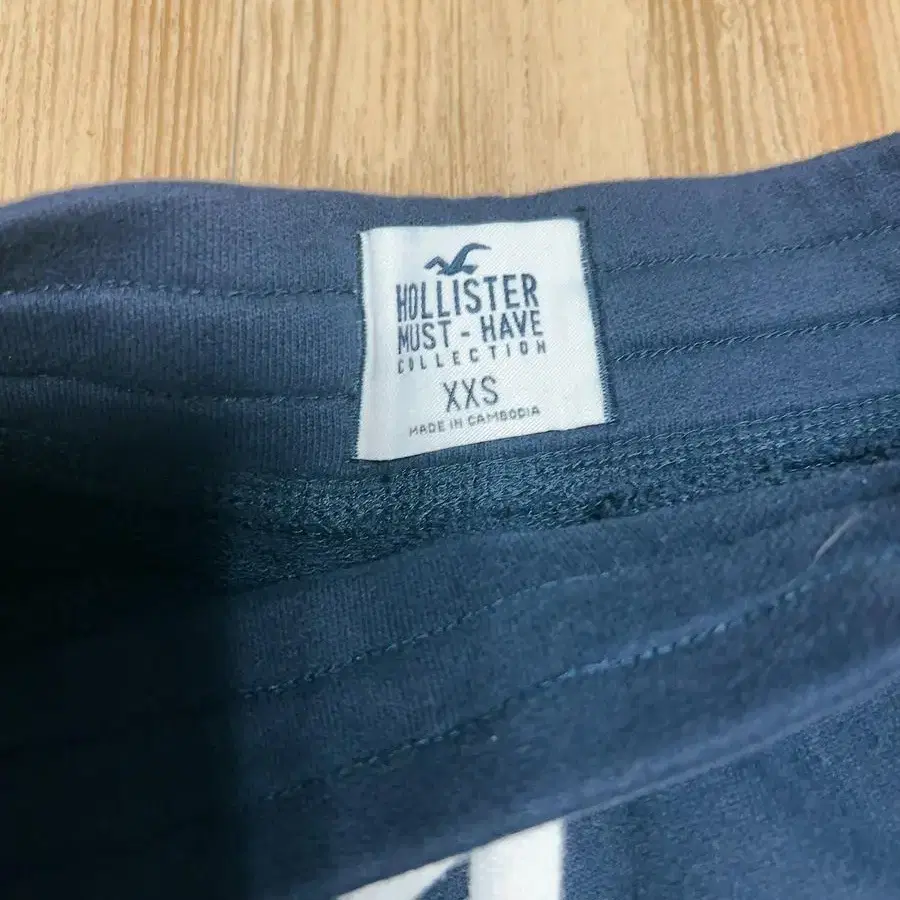 HOLLISTER
MUST - HAVE
COLLECTION
XXS
MADE IN CAMBODIA